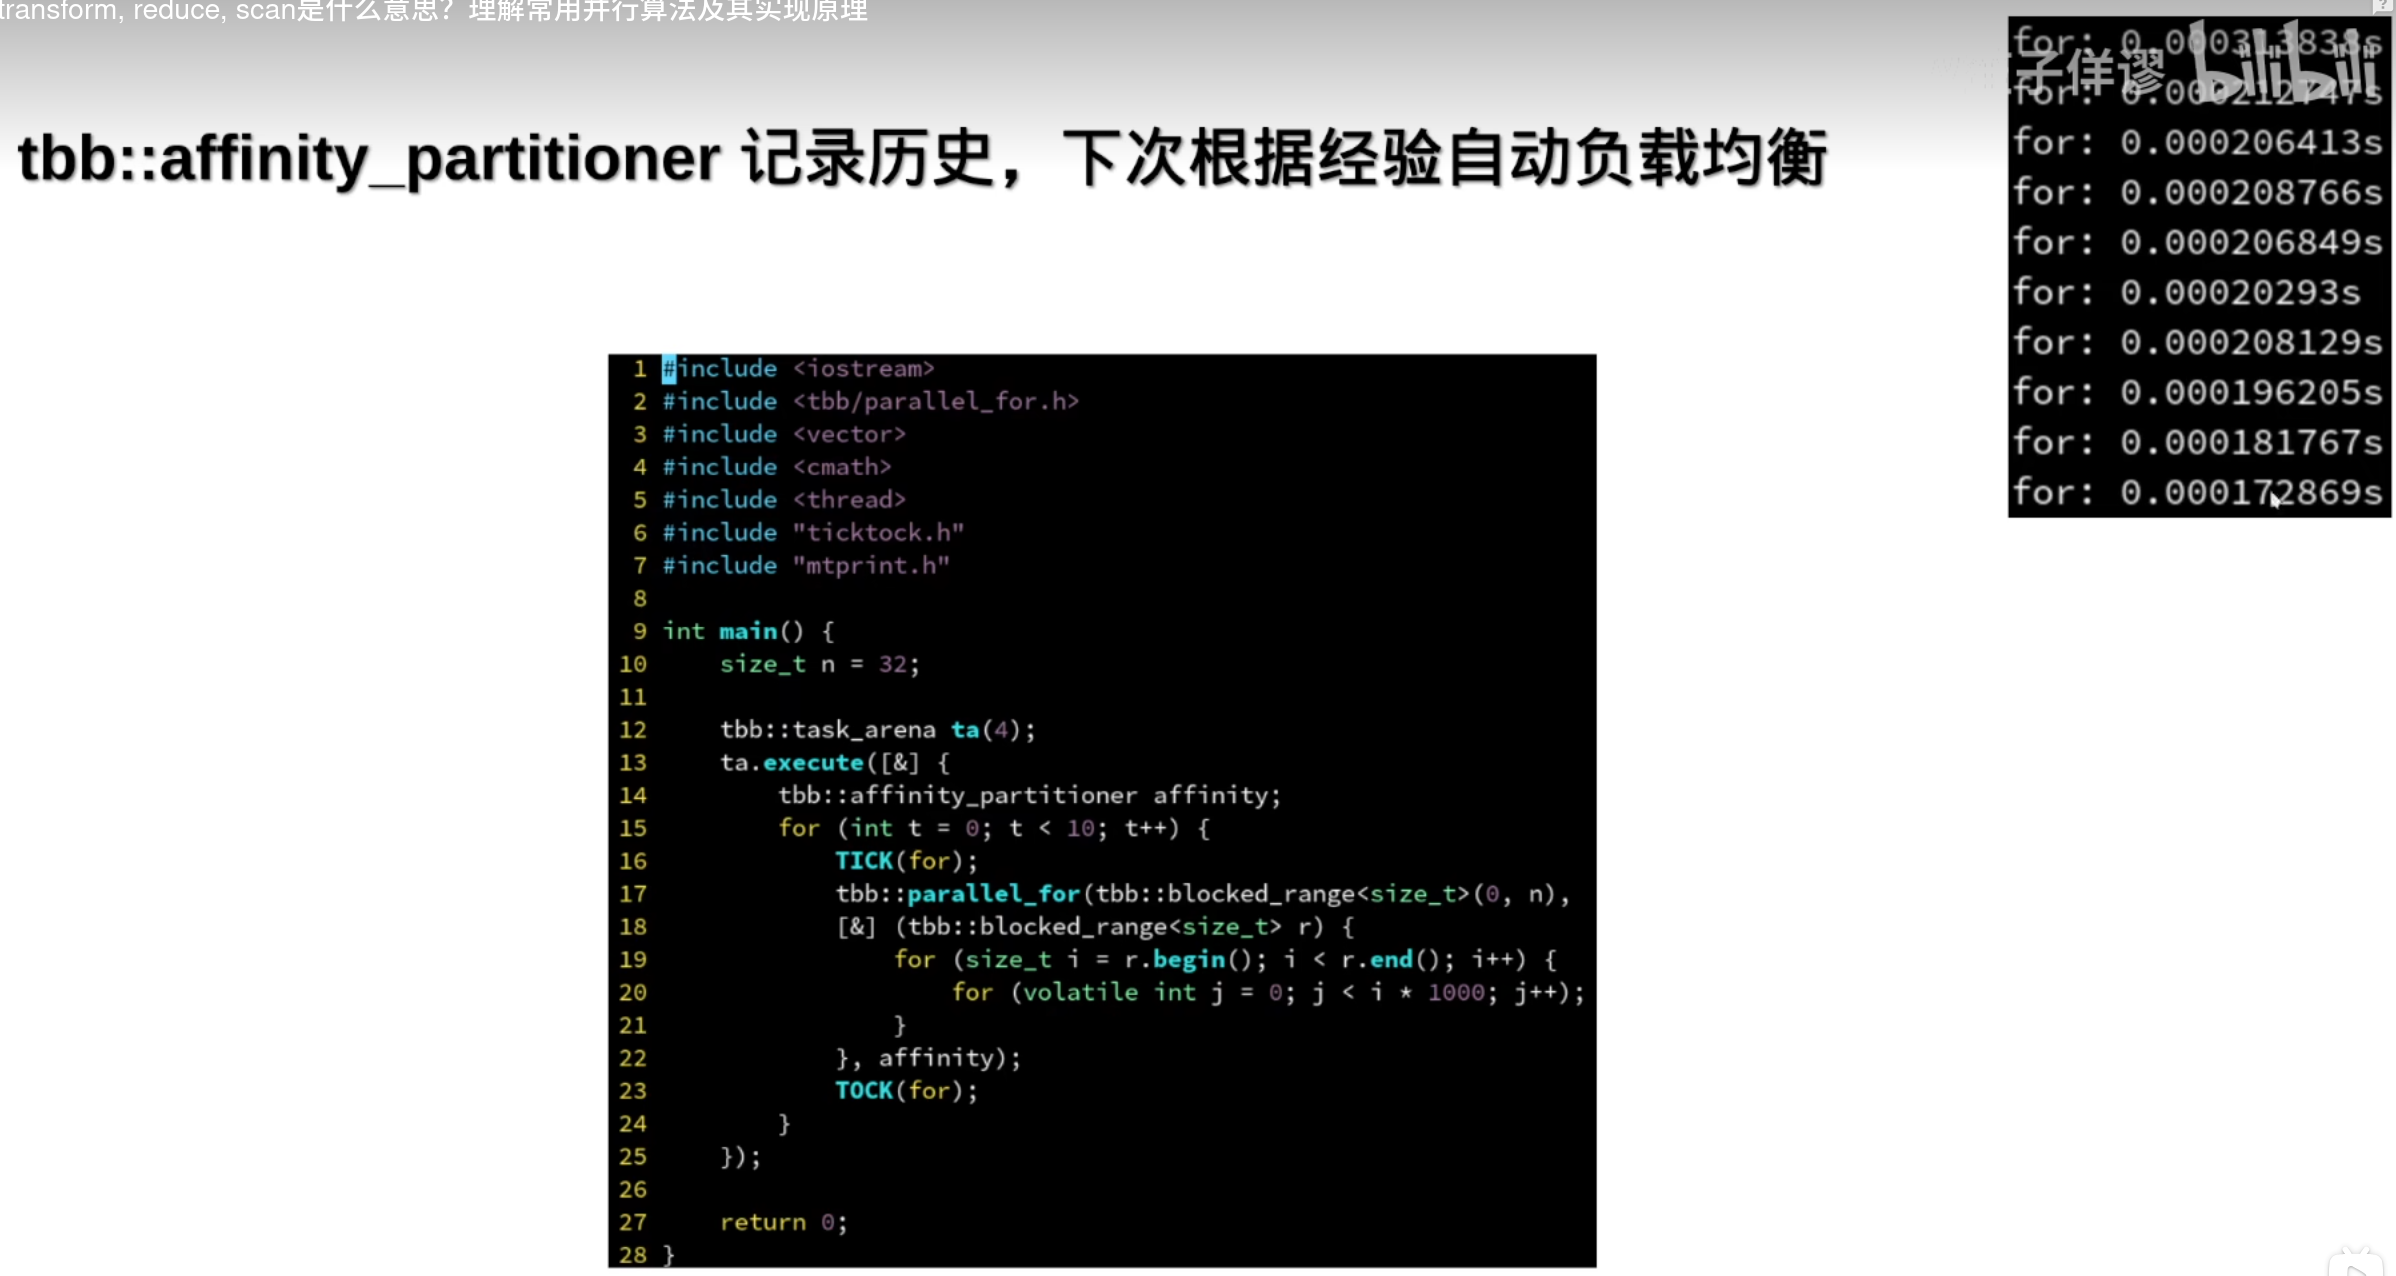 transform, reduce, scan是什么意思？理解常用并行算法及其实现原理
tbb::affinity_partitioner 记录历史，下次根据经验自动负载均衡
for: 0.000313838s
for: 0.000212747s
for: 0.000206413s
for: 0.000208766s
for: 0.000206849s
for: 0.00020293s
for: 0.000208129s
for: 0.000196205s
for: 0.000181767s
for: 0.000172869s
子佯谬 bilibili
1 #include <iostream>
2 #include <tbb/parallel_for.h>
3 #include <vector>
4 #include <cmath>
5 #include <thread>
6 #include "ticktock.h"
7 #include "mtprint.h"
8
9 int main() {
10     size_t n = 32;
11
12     tbb::task_arena ta(4);
13     ta.execute([&] {
14         tbb::affinity_partitioner affinity;
15         for (int t = 0; t < 10; t++) {
16             TICK(for);
17             tbb::parallel_for(tbb::blocked_range<size_t>(0, n),
18             [&] (tbb::blocked_range<size_t> r) {
19                 for (size_t i = r.begin(); i < r.end(); i++) {
20                     for (volatile int j = 0; j < i * 1000; j++);
21                 }
22             }, affinity);
23             TOCK(for);
24         }
25     });
26
27     return 0;
28 }